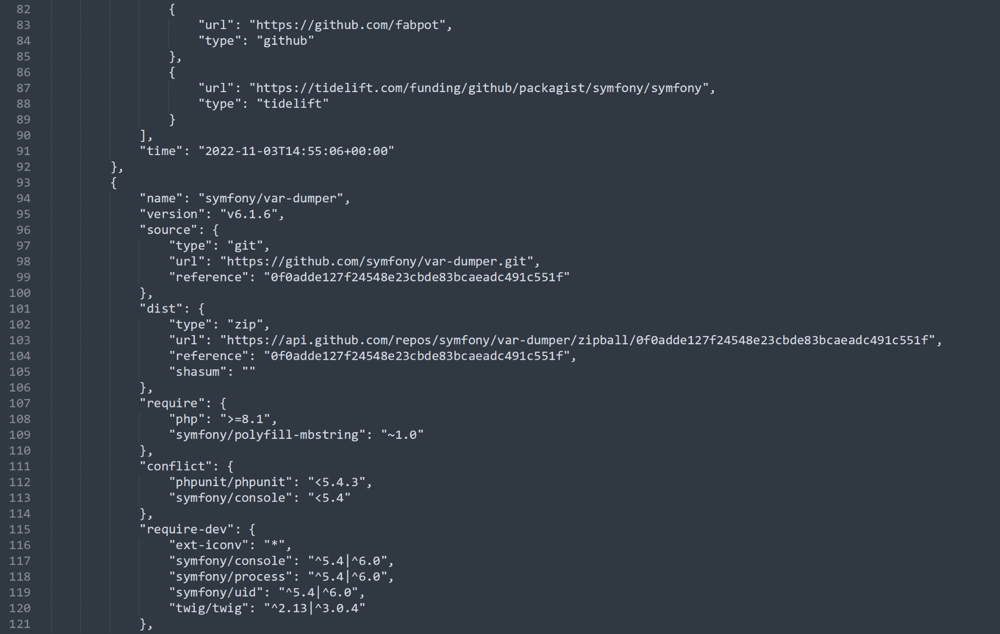 82 {
83 "url": "https://github.com/fabpot",
84 "type": "github"
85 },
86 {
87 "url": "https://tidelift.com/funding/github/packagist/symfony/symfony",
88 "type": "tidelift"
89 }
90 ],
91 "time": "2022-11-03T14:55:06+00:00"
92 },
93 {
94 "name": "symfony/var-dumper",
95 "version": "v6.1.6",
96 "source": {
97 "type": "git",
98 "url": "https://github.com/symfony/var-dumper.git",
99 "reference": "0f0adde127f24548e23cbde83bcaeadc491c551f"
100 },
101 "dist": {
102 "type": "zip",
103 "url": "https://api.github.com/repos/symfony/var-dumper/zipball/0f0adde127f24548e23cbde83bcaeadc491c551f",
104 "reference": "0f0adde127f24548e23cbde83bcaeadc491c551f",
105 "shasum": ""
106 },
107 "require": {
108 "php": ">=8.1",
109 "symfony/polyfill-mbstring": "~1.0"
110 },
111 "conflict": {
112 "phpunit/phpunit": "<5.4.3",
113 "symfony/console": "<5.4"
114 },
115 "require-dev": {
116 "ext-iconv": "*",
117 "symfony/console": "^5.4|^6.0",
118 "symfony/process": "^5.4|^6.0",
119 "symfony/uid": "^5.4|^6.0",
120 "twig/twig": "^2.13|^3.0.4"
121 },